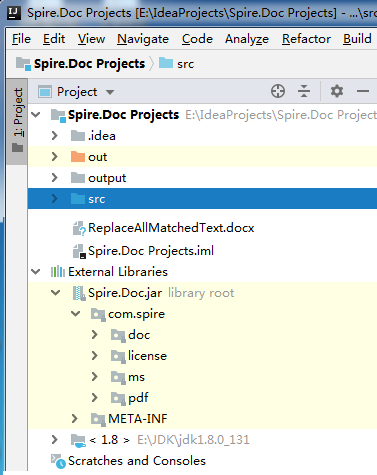 Spire.Doc Projects [E:\IdeaProjects\Spire.Doc Projects] - ...\src
File Edit View Navigate Code Analyze Refactor Build
Spire.Doc Projects src
1: Project
Project
Spire.Doc Projects E:\IdeaProjects\Spire.Doc Projec
.idea
out
output
src
ReplaceAllMatchedText.docx
Spire.Doc Projects.iml
External Libraries
Spire.Doc.jar library root
com.spire
doc
license
ms
pdf
META-INF
< 1.8 > E:\JDK\jdk1.8.0_131
Scratches and Consoles